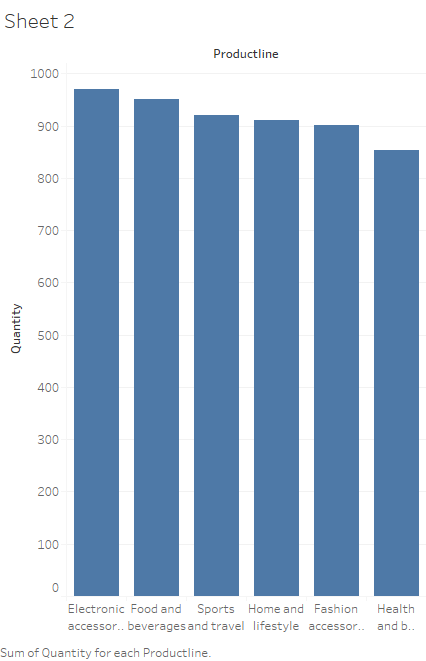 Sheet 2
Productline
1000
900
800
700
600
500
400
300
200
100
0
Quantity
Electronic accessor..
Food and beverages
Sports and travel
Home and lifestyle
Fashion accessor..
Health and b..
Sum of Quantity for each Productline.